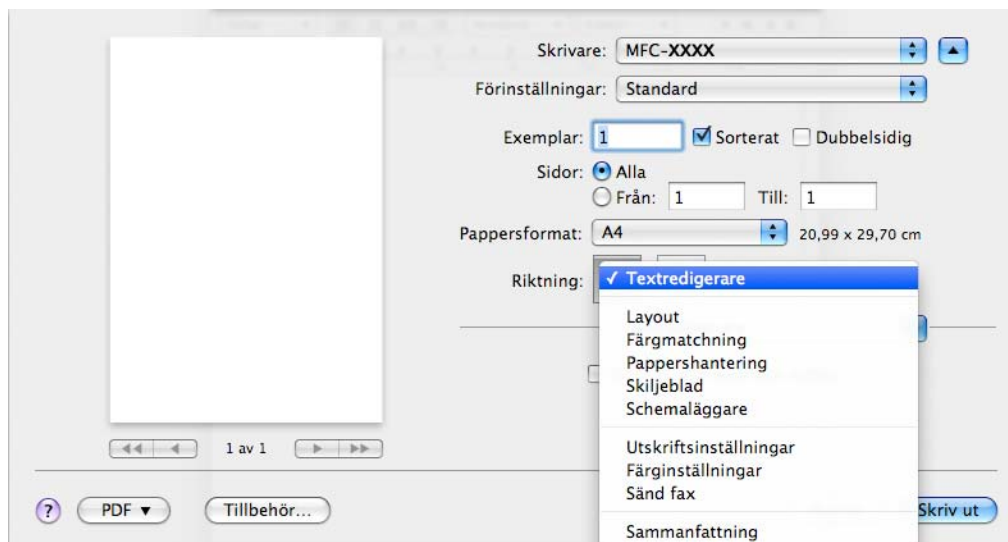 Skrivare: MFC-XXXX
Förinställningar: Standard
Exemplar: 1 Sorterat Dubbelsidig
Sidor: Alla
Från: 1 Till: 1
Pappersformat: A4 20,99 x 29,70 cm
Riktning:
✓ Textredigerare
Layout
Färgmatchning
Pappershantering
Skiljeblad
Schemaläggare
Utskriftsinställningar
Färginställningar
Sänd fax
Sammanfattning
1 av 1
? PDF ▼ Tillbehör... Skriv ut